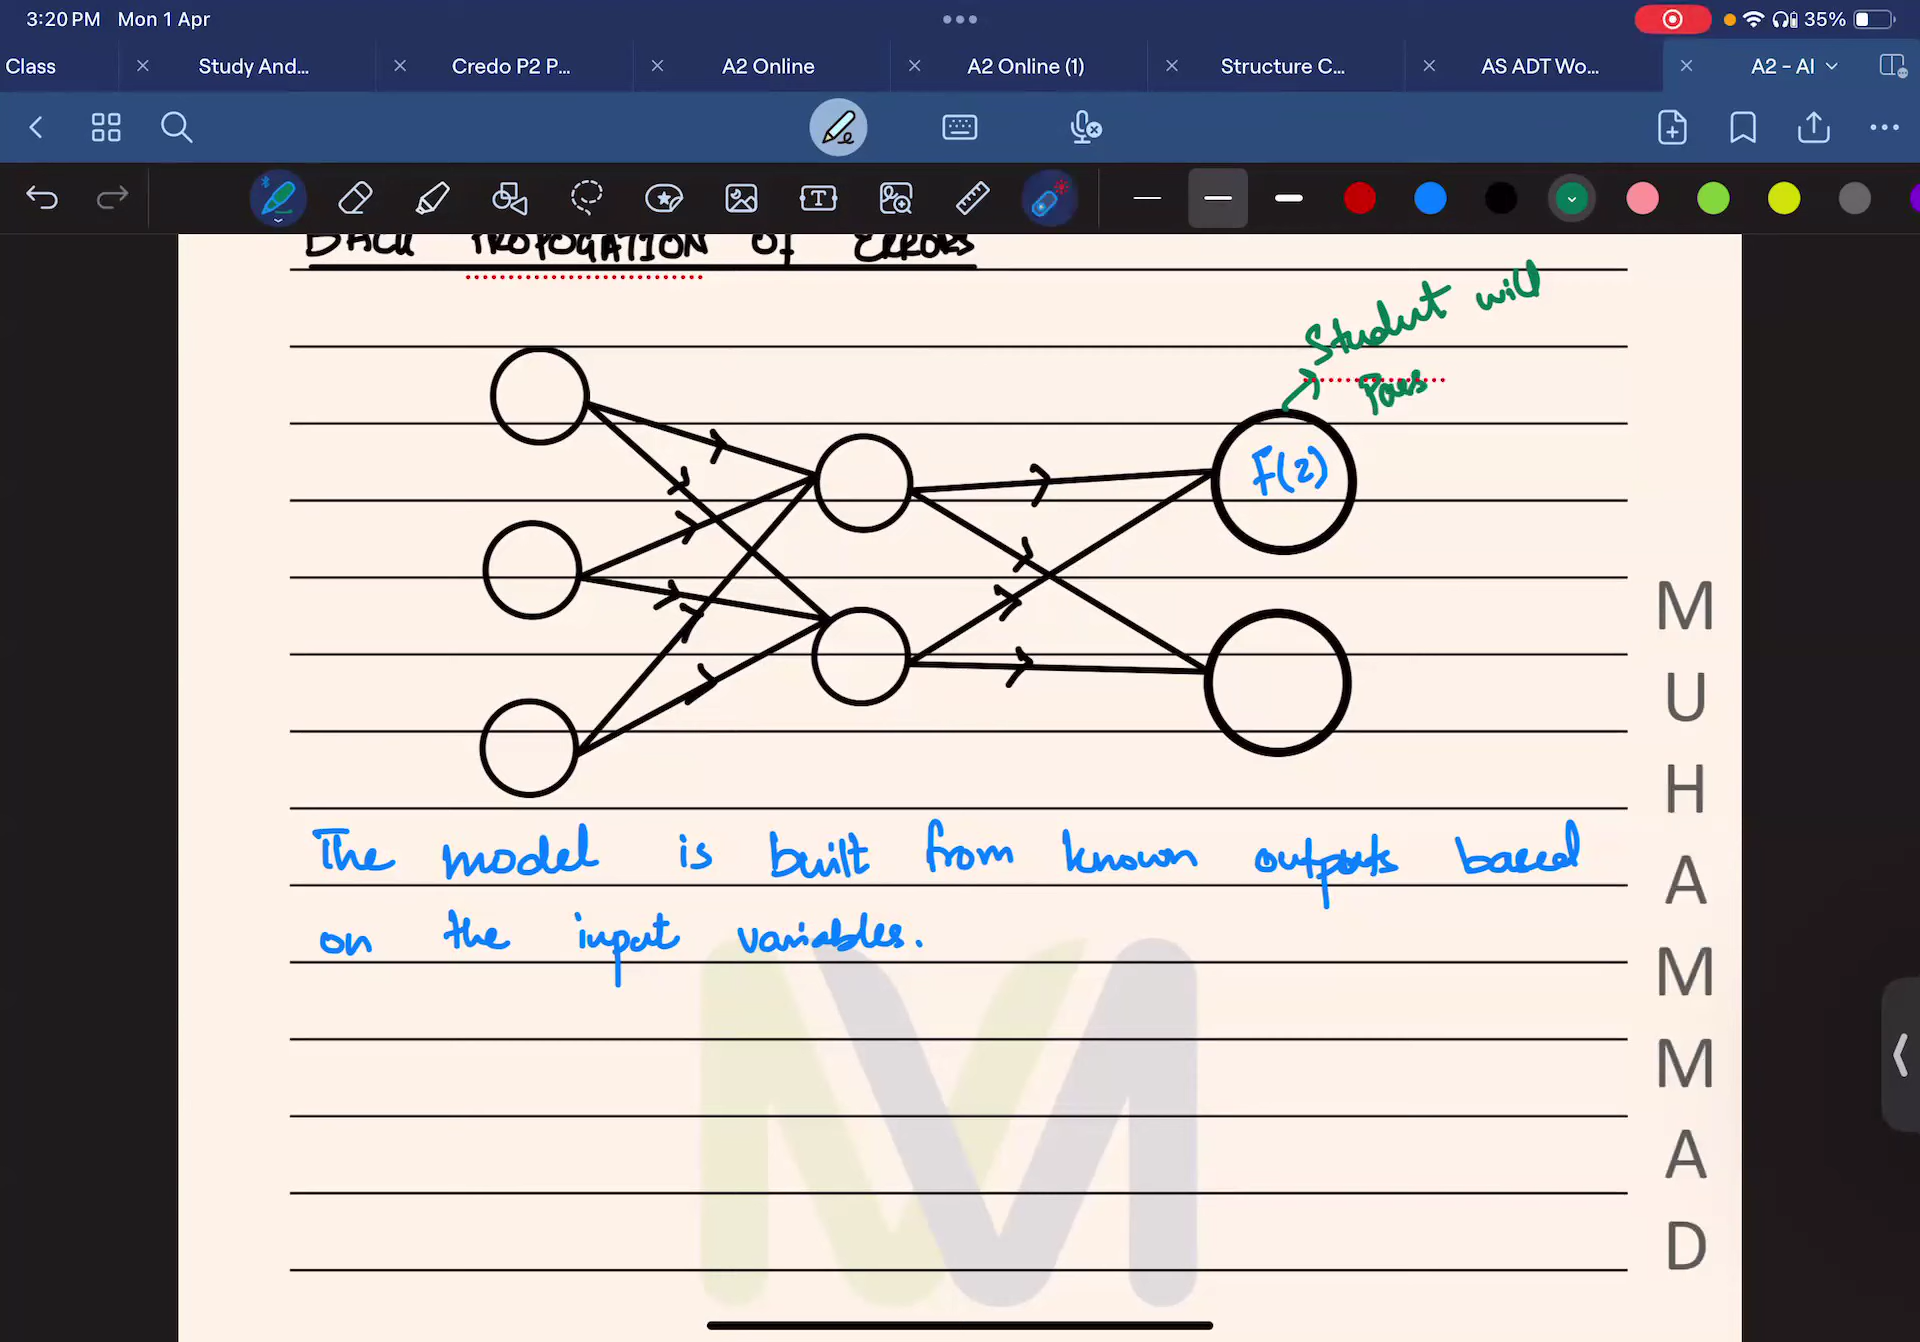 3:20 PM Mon 1 Apr
35%
Class
Study And...
Credo P2 P...
A2 Online
A2 Online (1)
Structure C...
AS ADT Wo...
A2 - AI
BACK PROPOGATION of ERRORS
Student will
Pass
F(2)
The model is built from known outputs based
on the input variables.
MUHAMMAD